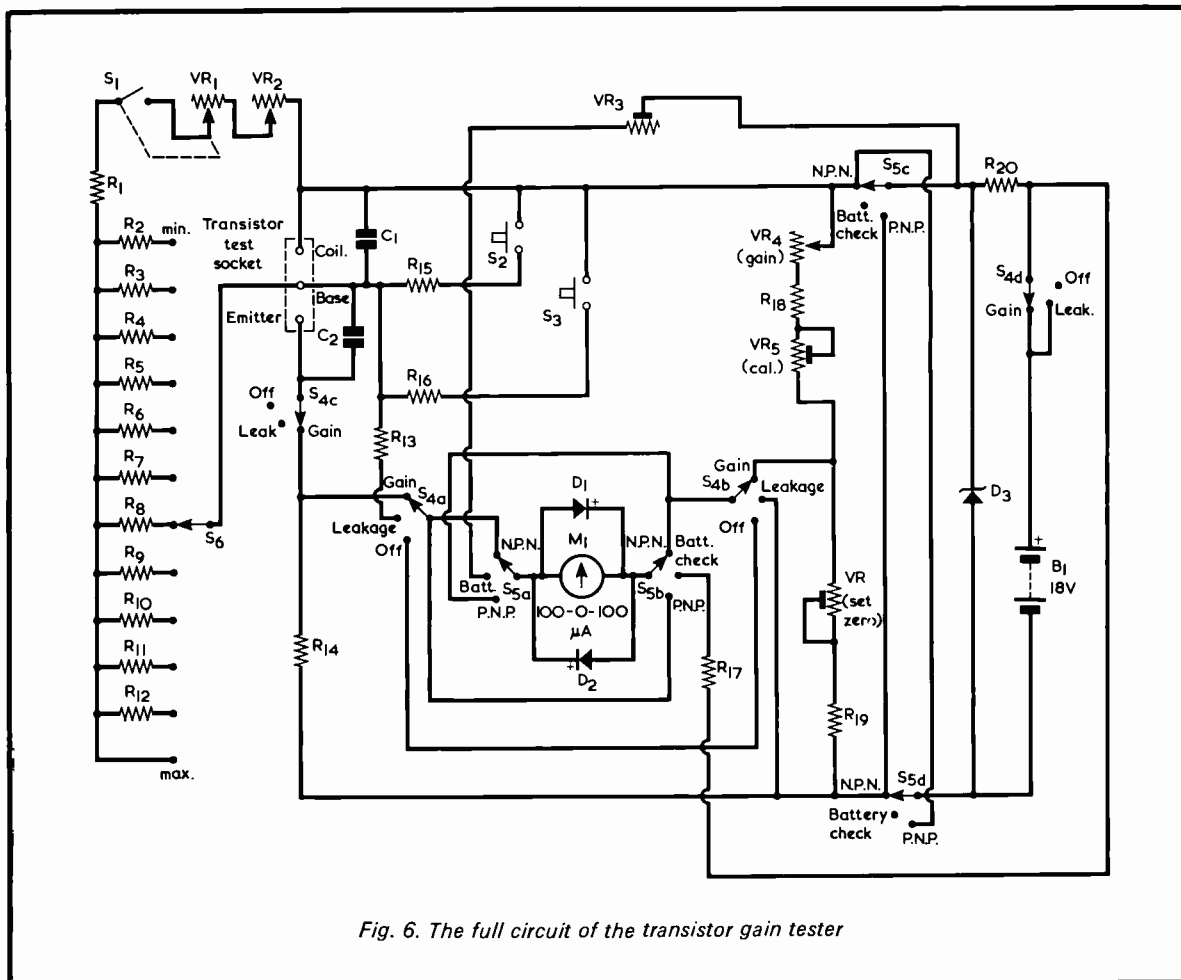 S1
VR1
VR2
VR3
R1
R2
min.
R3
R4
R5
R6
R7
R8
S6
R9
R10
R11
R12
max.
Transistor
test
socket
Coll.
Base
Emitter
C1
C2
R15
S2
S3
R16
R13
Off
S4c
Leak
Gain
R14
Gain
S4a
Leakage
Off
N.P.N.
Batt.
S5a
P.N.P.
D1
M1
100-0-100
µA
D2
N.P.N.
Batt.
check
S5b
P.N.P.
R17
Gain
S4b
Leakage
Off
VR4
(gain)
R18
VR5
(cal.)
VR
(set
zero)
R19
N.P.N.
S5c
Batt.
check
P.N.P.
R20
S4d
Off
Gain
Leak.
D3
+
B1
18V
N.P.N.
S5d
Battery
check
P.N.P.
Fig. 6. The full circuit of the transistor gain tester